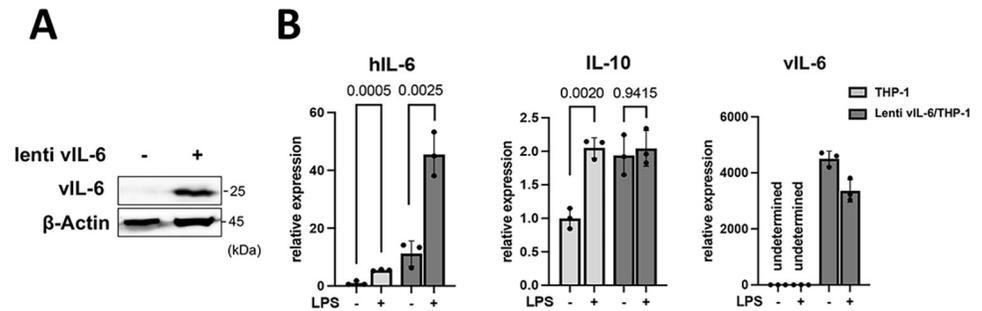 A
lenti vIL-6 - +
vIL-6 -25
β-Actin -45
(kDa)
B
hIL-6
0.0005 0.0025
relative expression
60
40
20
0
LPS - + - +
IL-10
0.0020 0.9415
relative expression
2.5
2.0
1.5
1.0
0.5
0.0
LPS - + - +
vIL-6
relative expression
6000
4000
2000
0
undetermined
undetermined
LPS - + - +
THP-1
Lenti vIL-6/THP-1